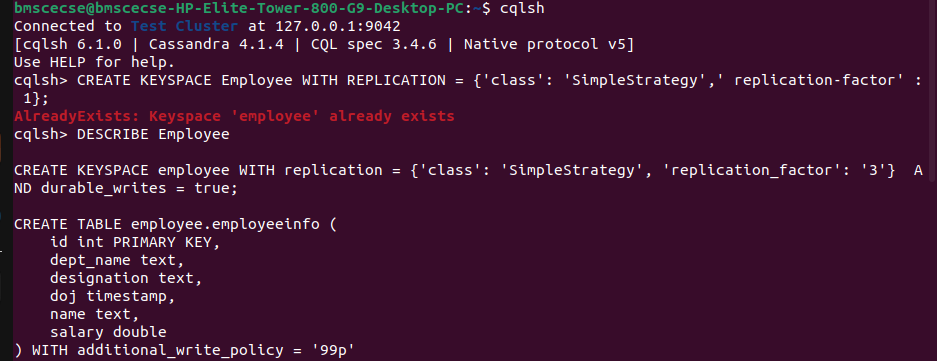 bmscecse@bmscecse-HP-Elite-Tower-800-G9-Desktop-PC:~$ cqlsh
Connected to Test Cluster at 127.0.0.1:9042
[cqlsh 6.1.0 | Cassandra 4.1.4 | CQL spec 3.4.6 | Native protocol v5]
Use HELP for help.
cqlsh> CREATE KEYSPACE Employee WITH REPLICATION = {'class': 'SimpleStrategy',' replication-factor' :
 1};
AlreadyExists: Keyspace 'employee' already exists
cqlsh> DESCRIBE Employee

CREATE KEYSPACE employee WITH replication = {'class': 'SimpleStrategy', 'replication_factor': '3'}  A
ND durable_writes = true;

CREATE TABLE employee.employeeinfo (
    id int PRIMARY KEY,
    dept_name text,
    designation text,
    doj timestamp,
    name text,
    salary double
) WITH additional_write_policy = '99p'